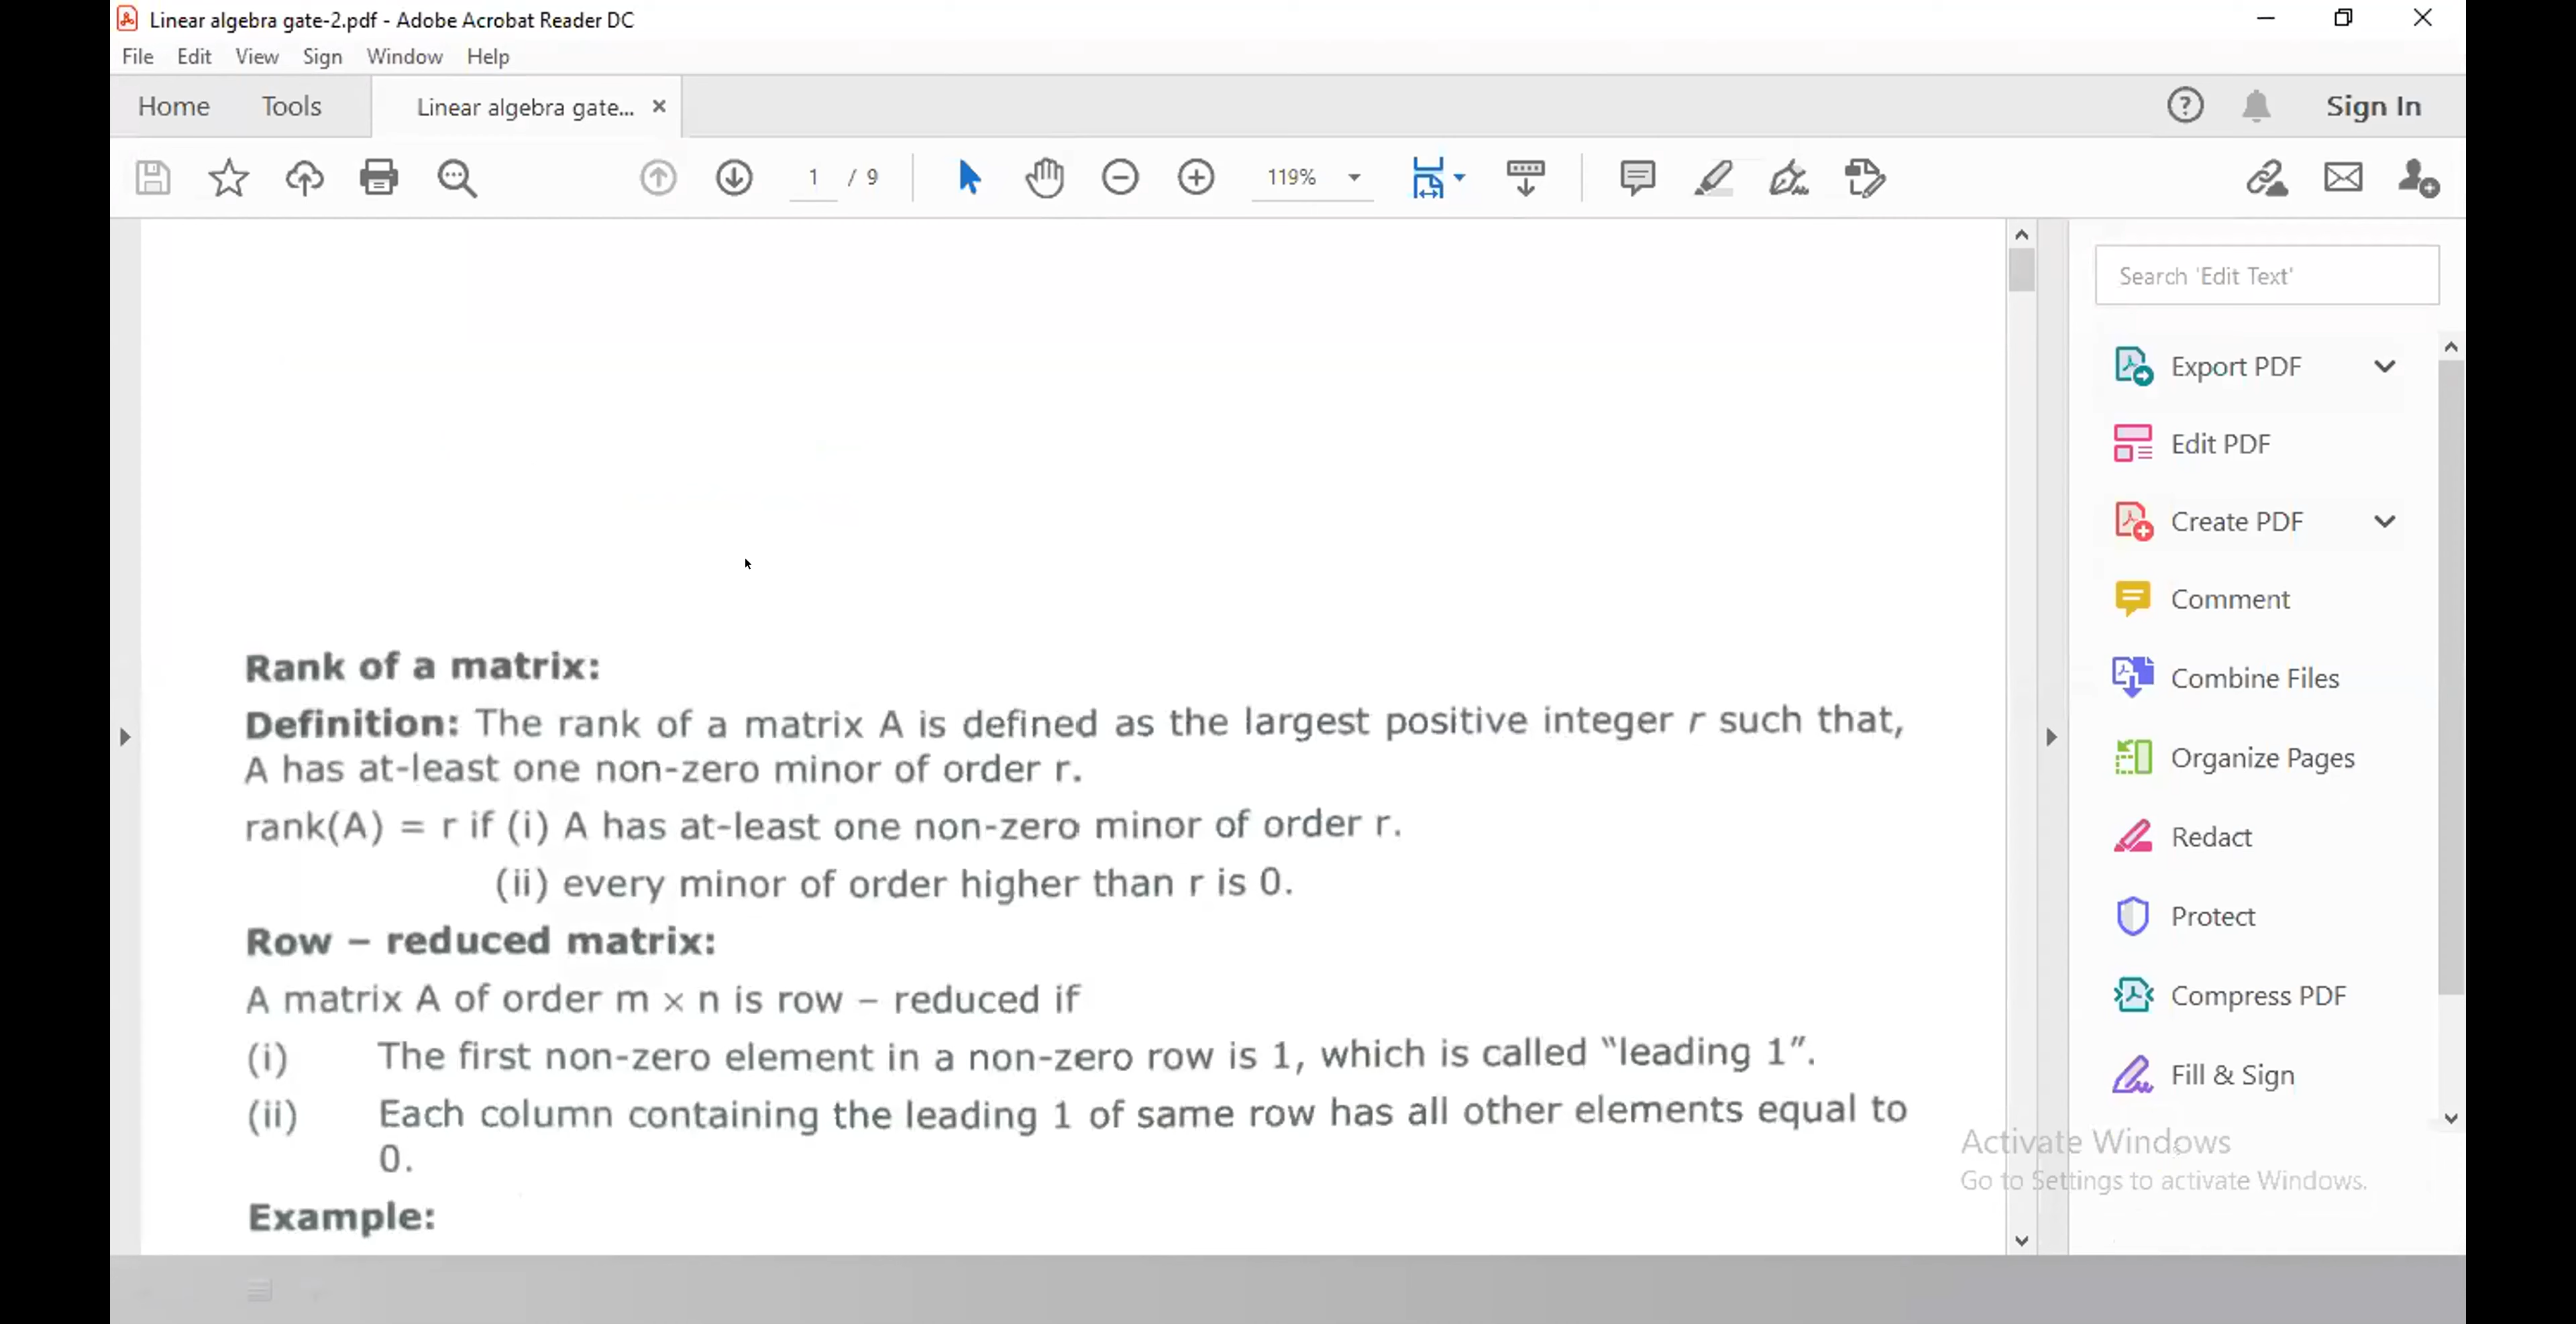 Linear algebra gate-2.pdf - Adobe Acrobat Reader DC
File Edit View Sign Window Help
Home Tools Linear algebra gate... × Sign In
1 / 9 119%
Search 'Edit Text'
Export PDF
Edit PDF
Create PDF
Comment
Combine Files
Organize Pages
Redact
Protect
Compress PDF
Fill & Sign
Rank of a matrix:
Definition: The rank of a matrix A is defined as the largest positive integer r such that,
A has at-least one non-zero minor of order r.
rank(A) = r if (i) A has at-least one non-zero minor of order r.
(ii) every minor of order higher than r is 0.
Row – reduced matrix:
A matrix A of order m × n is row – reduced if
(i) The first non-zero element in a non-zero row is 1, which is called “leading 1”.
(ii) Each column containing the leading 1 of same row has all other elements equal to
0.
Example:
Activate Windows
Go to Settings to activate Windows.